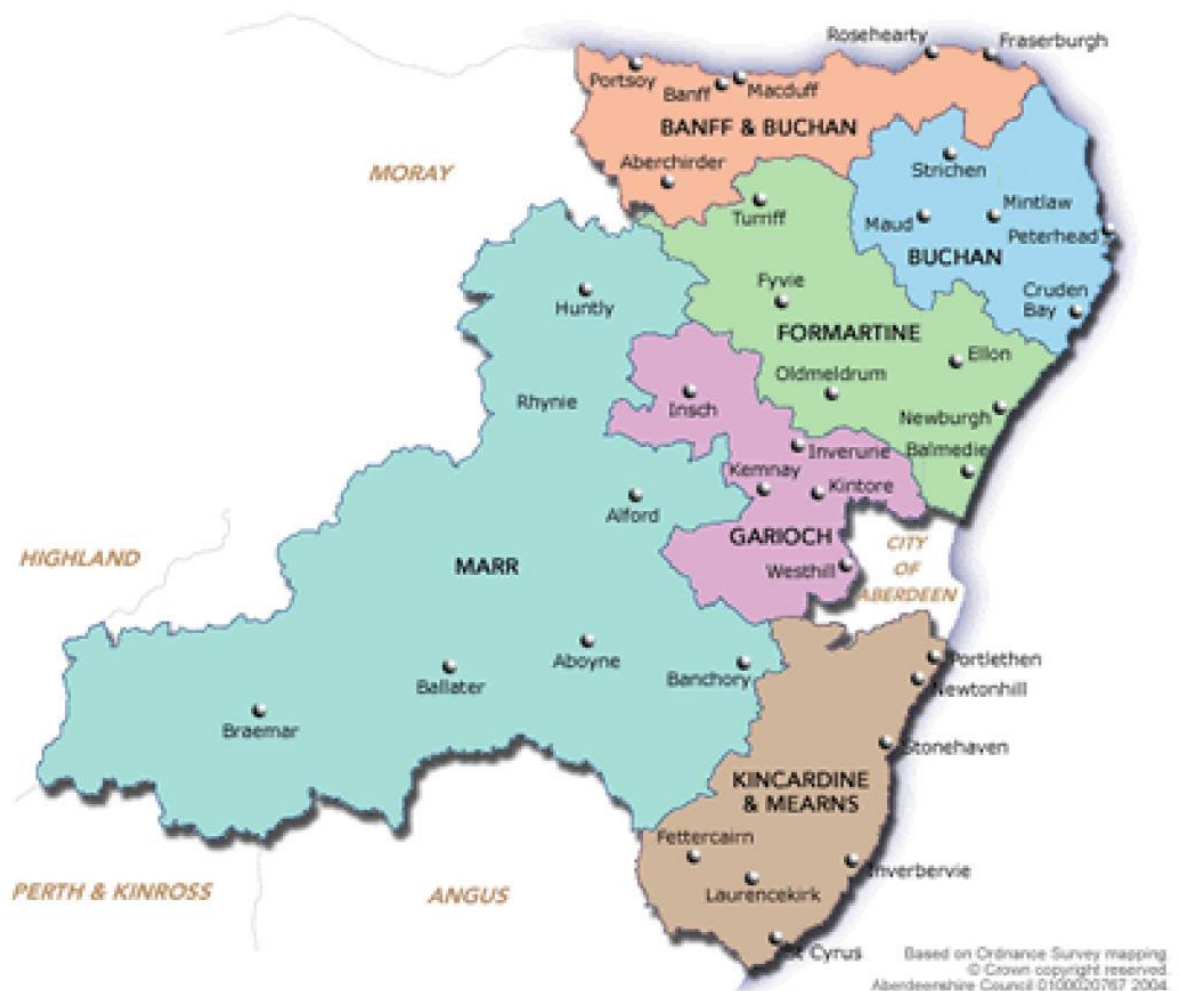 Rosehearty
Fraserburgh
Portsoy
Banff
Macduff
BANFF & BUCHAN
Aberchirder
MORAY
Strichen
Turriff
Maud
Mintlaw
Peterhead
BUCHAN
Huntly
Fyvie
Cruden
Bay
FORMARTINE
Ellon
Oldmeldrum
Rhynie
Insch
Newburgh
Balmedie
Inverurie
Kemnay
Kintore
Alford
GARIOCH
CITY
OF
ABERDEEN
HIGHLAND
MARR
Westhill
Aboyne
Banchory
Ballater
Braemar
Portlethen
Newtonhill
Stonehaven
KINCARDINE
& MEARNS
Fettercairn
Inverbervie
Laurencekirk
PERTH & KINROSS
ANGUS
St Cyrus
Based on Ordnance Survey mapping.
© Crown copyright reserved.
Aberdeenshire Council 0100020767 2004.